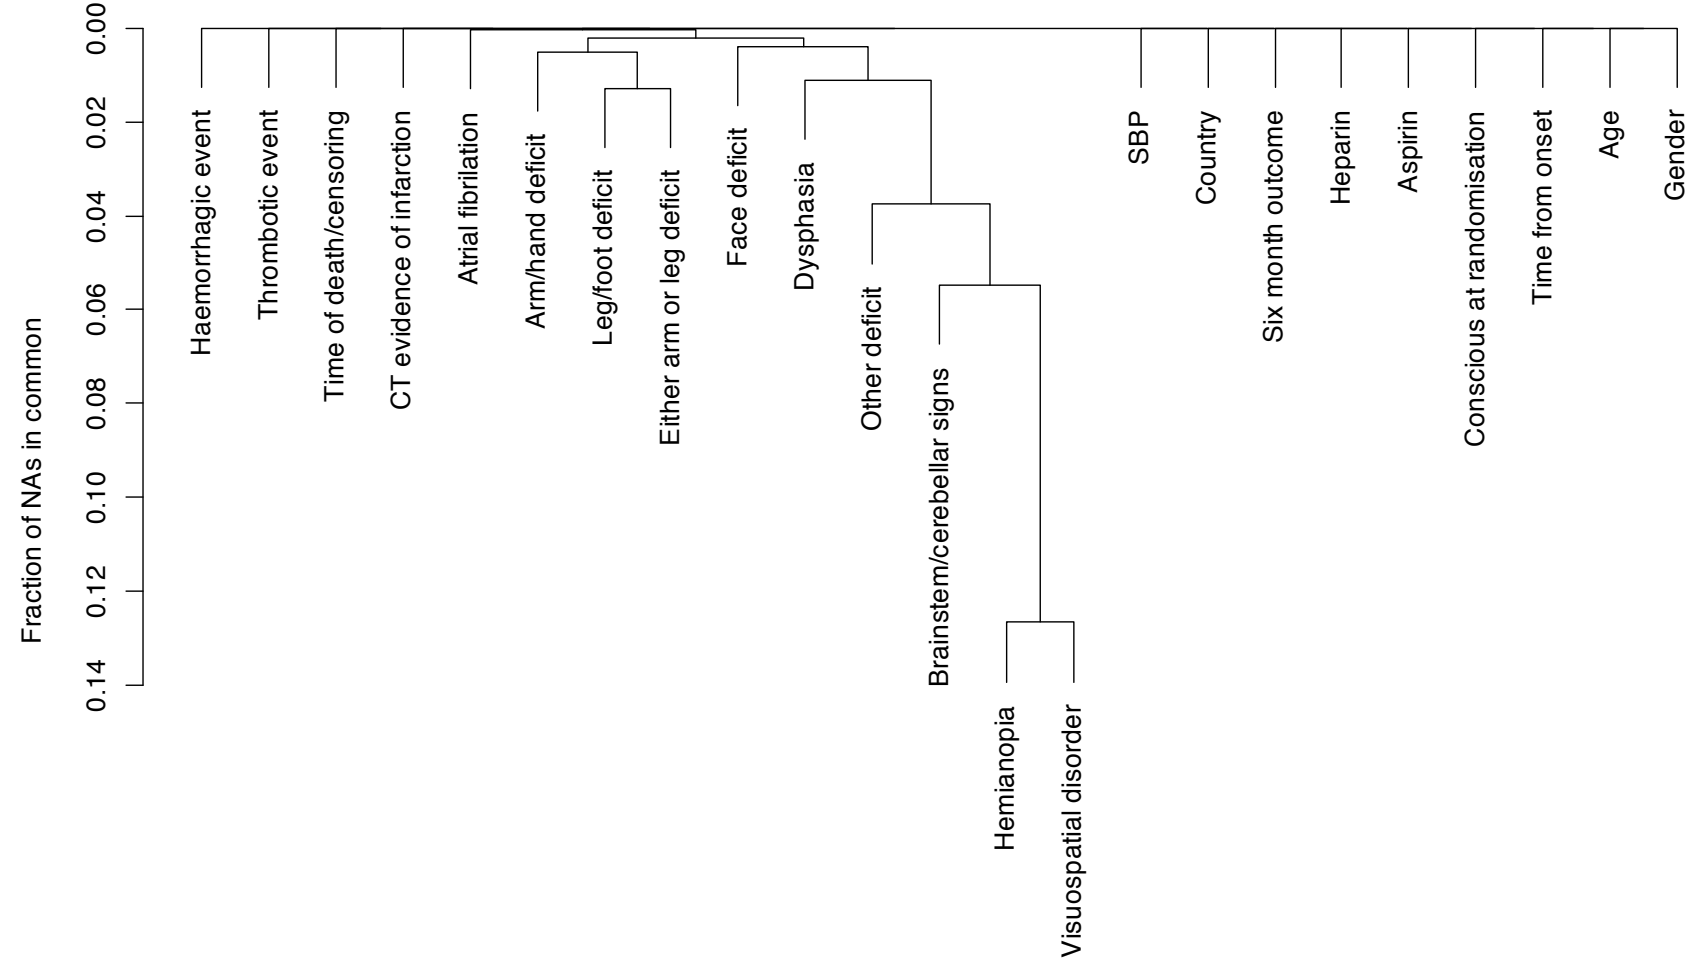 Fraction of NAs in common
0.00
0.02
0.04
0.06
0.08
0.10
0.12
0.14
Haemorrhagic event
Thrombotic event
Time of death/censoring
CT evidence of infarction
Atrial fibrilation
Arm/hand deficit
Leg/foot deficit
Either arm or leg deficit
Face deficit
Dysphasia
Other deficit
Brainstem/cerebellar signs
Hemianopia
Visuospatial disorder
SBP
Country
Six month outcome
Heparin
Aspirin
Conscious at randomisation
Time from onset
Age
Gender